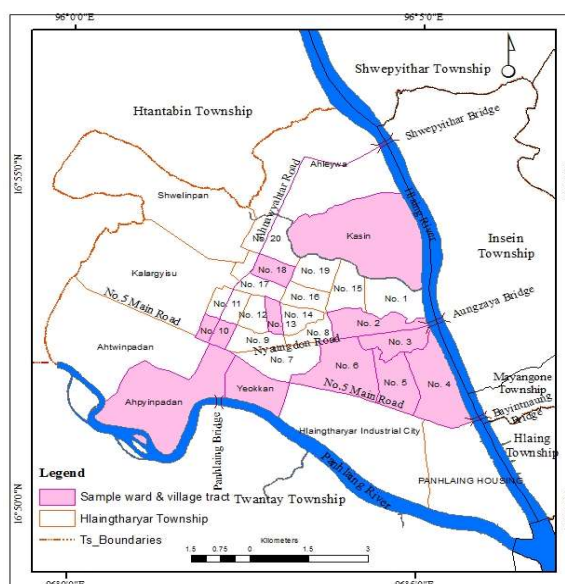 96°0'0"E
96°5'0"E
Shwepyithar Township
Htantabin Township
Shwepyithar Bridge
16°55'0"N
Ahleywa
Hlaing River
Shwelinpan
Kasin
No. 20
Insein
Township
Kalargyisu
No. 18
No. 19
No. 17
No. 15
No. 16
No. 1
No. 11
No.5 Main Road
No. 12
No. 14
No. 13
No. 2
Aungzaya Bridge
No. 10
No. 8
No. 9
Nyaungdon Road
No. 3
Ahtwinpadan
No. 7
No. 6
Mayangone
Township
Ahpyinpadan
Yeokkan
No.5 Main Road
No. 5
No. 4
Bayintnaung
Bridge
Hlaingtharyar Industrial City
Hlaing
Township
Panhlaing Bridge
Panhlaing River
PANHLAING HOUSING
Legend
Sample ward & village tract
Hlaingtharyar Township
Ts_Boundaries
Twantay Township
16°50'0"N
Kilometers
1.5 0.75 0 1.5 3